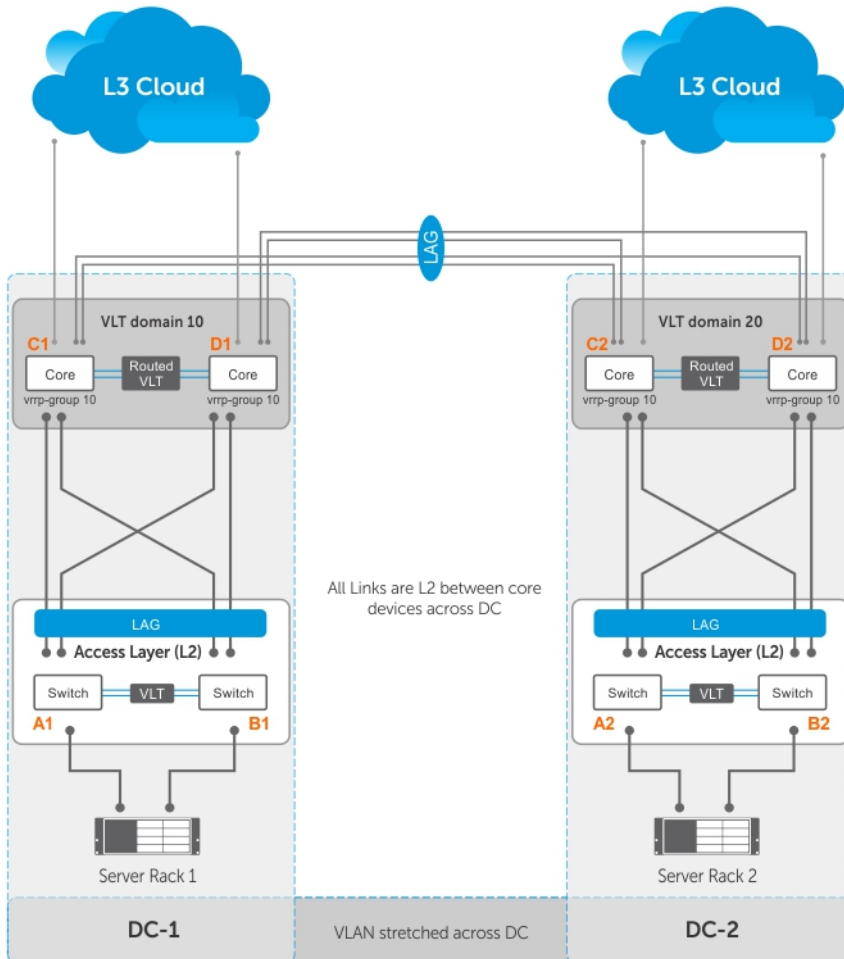 L3 Cloud
L3 Cloud
LAG
VLT domain 10
C1
D1
Core
Routed
VLT
Core
vrrp-group 10
vrrp-group 10
VLT domain 20
C2
D2
Core
Routed
VLT
Core
vrrp-group 10
vrrp-group 10
All Links are L2 between core
devices across DC
LAG
Access Layer (L2)
Switch
VLT
Switch
A1
B1
Server Rack 1
LAG
Access Layer (L2)
Switch
VLT
Switch
A2
B2
Server Rack 2
DC-1
VLAN stretched across DC
DC-2